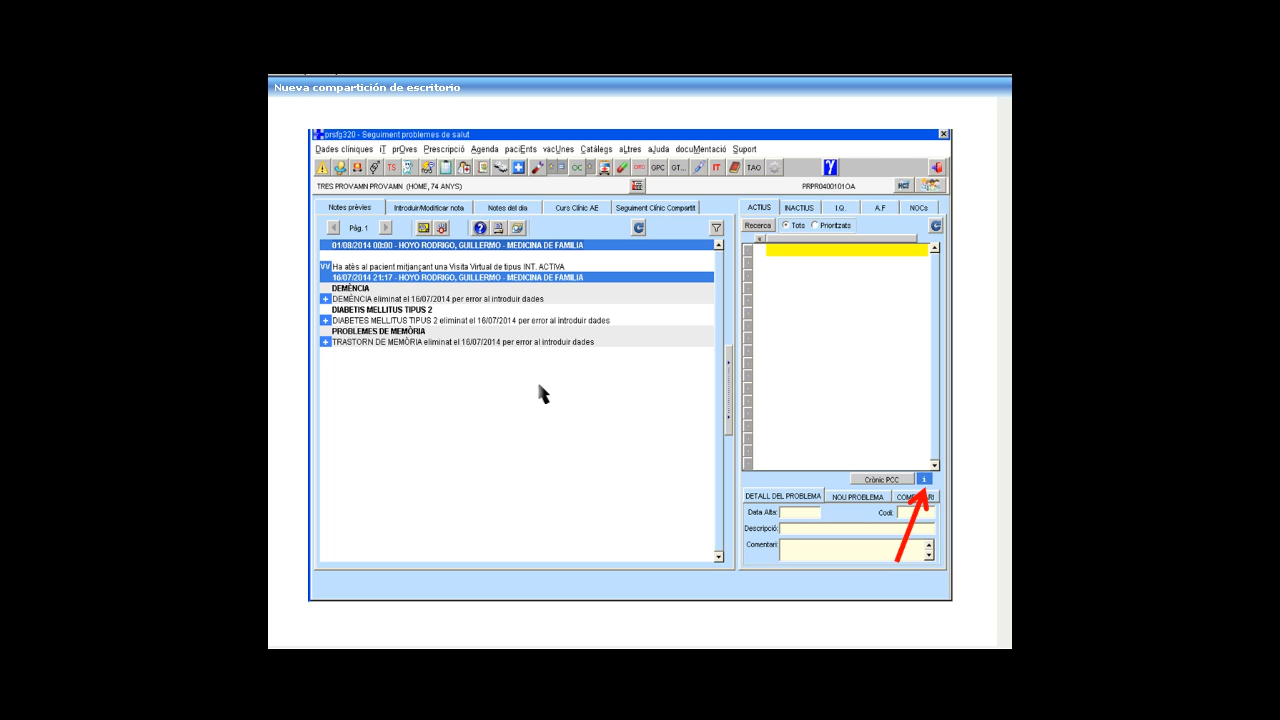 Nueva compartición de escritorio
prsfg320 - Seguiment problemes de salut
Dades clíniques iT prOves Prescripció Agenda paciEnts vacUnes Catàlegs aLtres aJuda docuMentació Suport
TS OC GPC GT... IT TAO
TRES PROVAMN PROVAMN (HOME, 74 ANYS) PRPR0400101OA HC3
Notes prèvies Introduir/Modificar nota Notes del dia Curs Clínic AE Seguiment Clínic Compartit
ACTIUS INACTIUS I.Q. A.F NOCs
Pàg. 1
Recerca Tots Prioritzats
01/08/2014 00:00 - HOYO RODRIGO, GUILLERMO - MEDICINA DE FAMILIA
VV Ha atès al pacient mitjançant una Visita Virtual de tipus INT. ACTIVA
16/07/2014 21:17 - HOYO RODRIGO, GUILLERMO - MEDICINA DE FAMILIA
DEMÈNCIA
+ DEMÈNCIA eliminat el 16/07/2014 per error al introduir dades
DIABETIS MELLITUS TIPUS 2
+ DIABETES MELLITUS TIPUS 2 eliminat el 16/07/2014 per error al introduir dades
PROBLEMES DE MEMÒRIA
+ TRASTORN DE MEMÒRIA eliminat el 16/07/2014 per error al introduir dades
Crònic PCC i
DETALL DEL PROBLEMA NOU PROBLEMA
Data Alta: Codi:
Descripció:
Comentari: